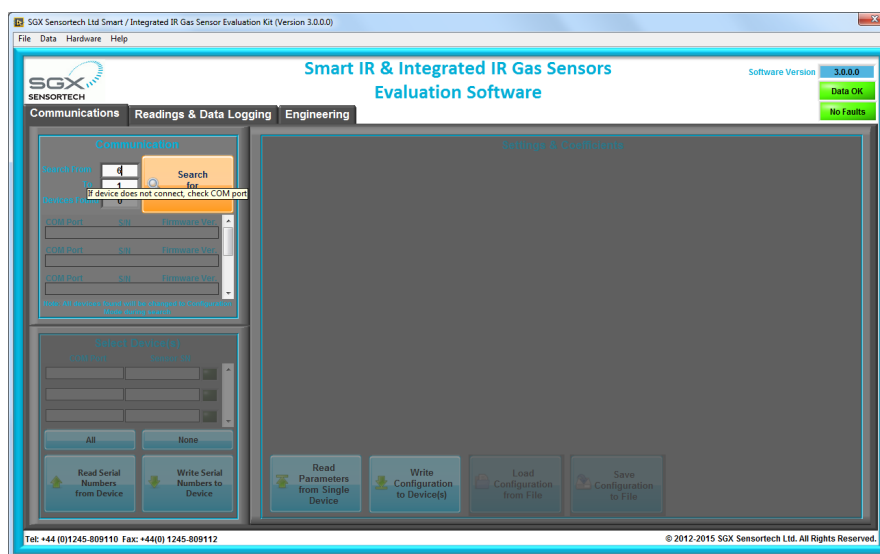 SGX Sensortech Ltd Smart / Integrated IR Gas Sensor Evaluation Kit (Version 3.0.0.0)
File Data Hardware Help
SGX
SENSORTECH
Smart IR & Integrated IR Gas Sensors
Evaluation Software
Software Version 3.0.0.0
Data OK
No Faults
Communications Readings & Data Logging Engineering
Communication
6
Search
for
1
If device does not connect, check COM port
0
COM Port S/N Firmware Ver.
COM Port S/N Firmware Ver.
COM Port S/N Firmware Ver.
All None
Read Serial
Numbers
from Device
Write Serial
Numbers to
Device
Read
Parameters
from Single
Device
Write
Configuration
to Device(s)
Load
Configuration
from File
Save
Configuration
to File
Tel: +44 (0)1245-809110 Fax: +44(0) 1245-809112
© 2012-2015 SGX Sensortech Ltd. All Rights Reserved.